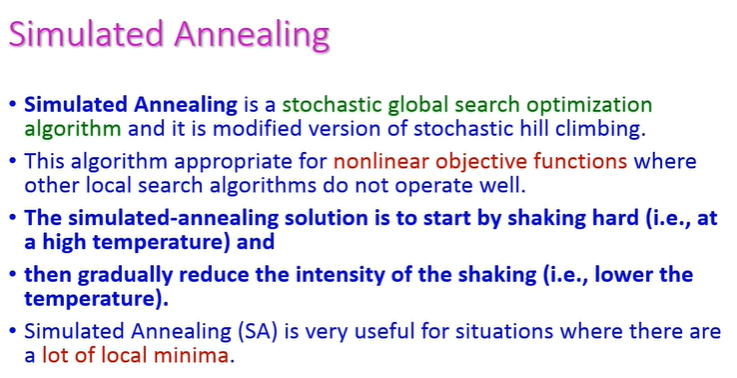 Simulated Annealing
• Simulated Annealing is a stochastic global search optimization
algorithm and it is modified version of stochastic hill climbing.
• This algorithm appropriate for nonlinear objective functions where
other local search algorithms do not operate well.
• The simulated-annealing solution is to start by shaking hard (i.e., at
a high temperature) and
• then gradually reduce the intensity of the shaking (i.e., lower the
temperature).
• Simulated Annealing (SA) is very useful for situations where there are
a lot of local minima.